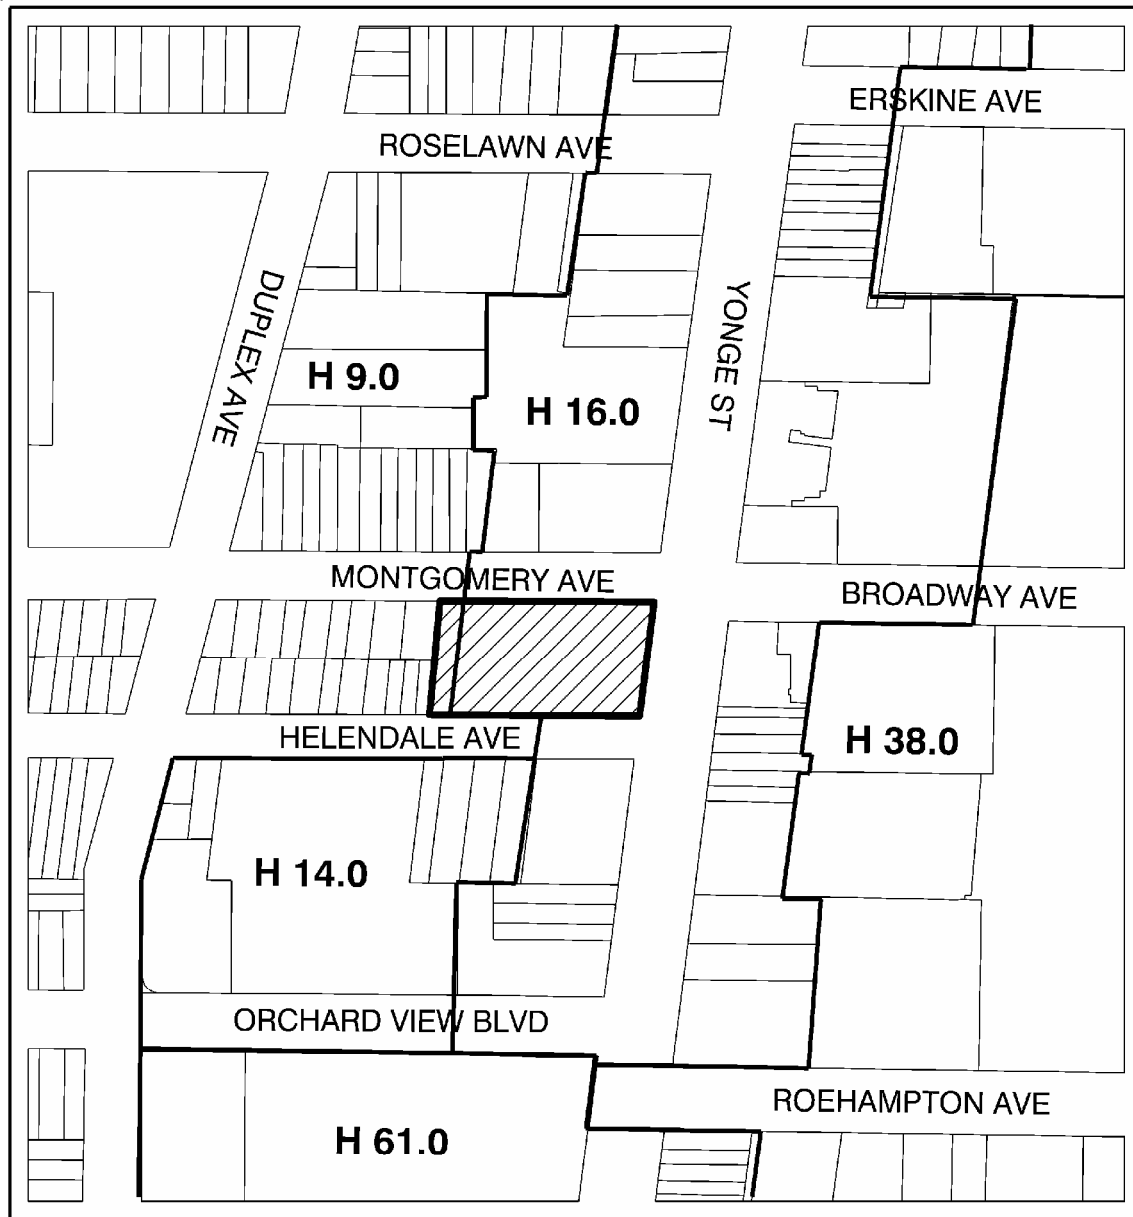 ERSKINE AVE
ROSELAWN AVE
DUPLEX AVE
YONGE ST
H 9.0
H 16.0
MONTGOMERY AVE
BROADWAY AVE
HELENDALE AVE
H 38.0
H 14.0
ORCHARD VIEW BLVD
ROEHAMPTON AVE
H 61.0